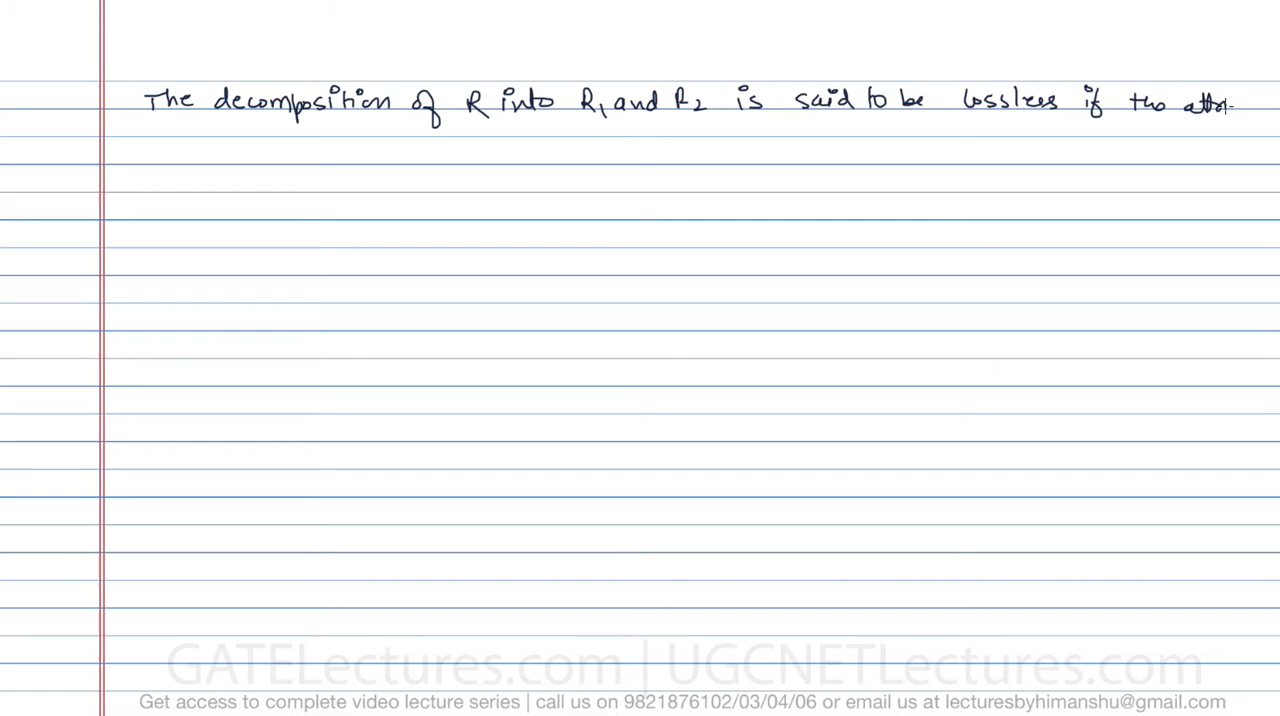 The decomposition of R into R1 and R2 is said to be lossless if the
GATELectures.com | UGCNETLectures.com
Get access to complete video lecture series | call us on 9821876102/03/04/06 or email us at lecturesbyhimanshu@gmail.com